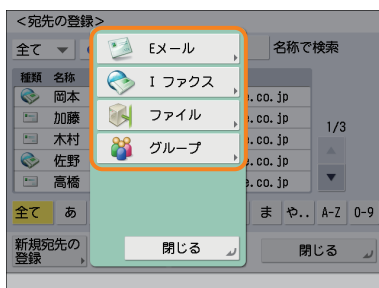 <宛先の登録>
全て
Eメール
名称で検索
I ファクス
種類 名称
岡本
.co.jp
ファイル
加藤
.co.jp
1/3
木村
.co.jp
グループ
佐野
.co.jp
高橋
.co.jp
全て あ ま や.. A-Z 0-9
新規宛先の
登録
閉じる
閉じる